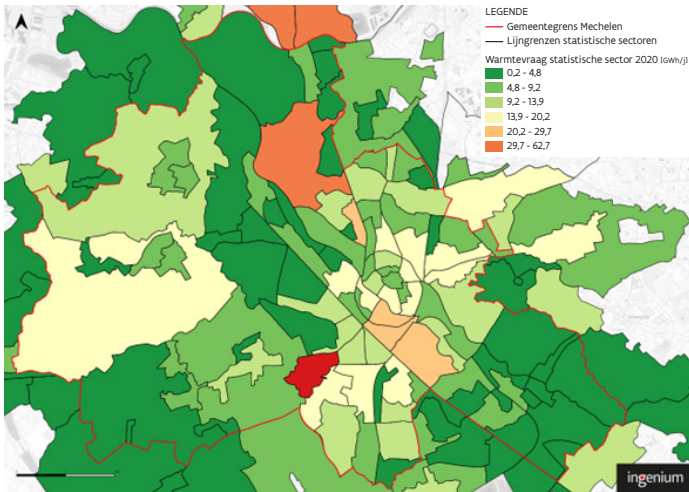 LEGENDE
Gemeentegrens Mechelen
Lijngrenzen statistische sectoren
Warmtevraag statistische sector 2020 [GWh/j]
0,2 - 4,8
4,8 - 9,2
9,2 - 13,9
13,9 - 20,2
20,2 - 29,7
29,7 - 62,7
ingenium